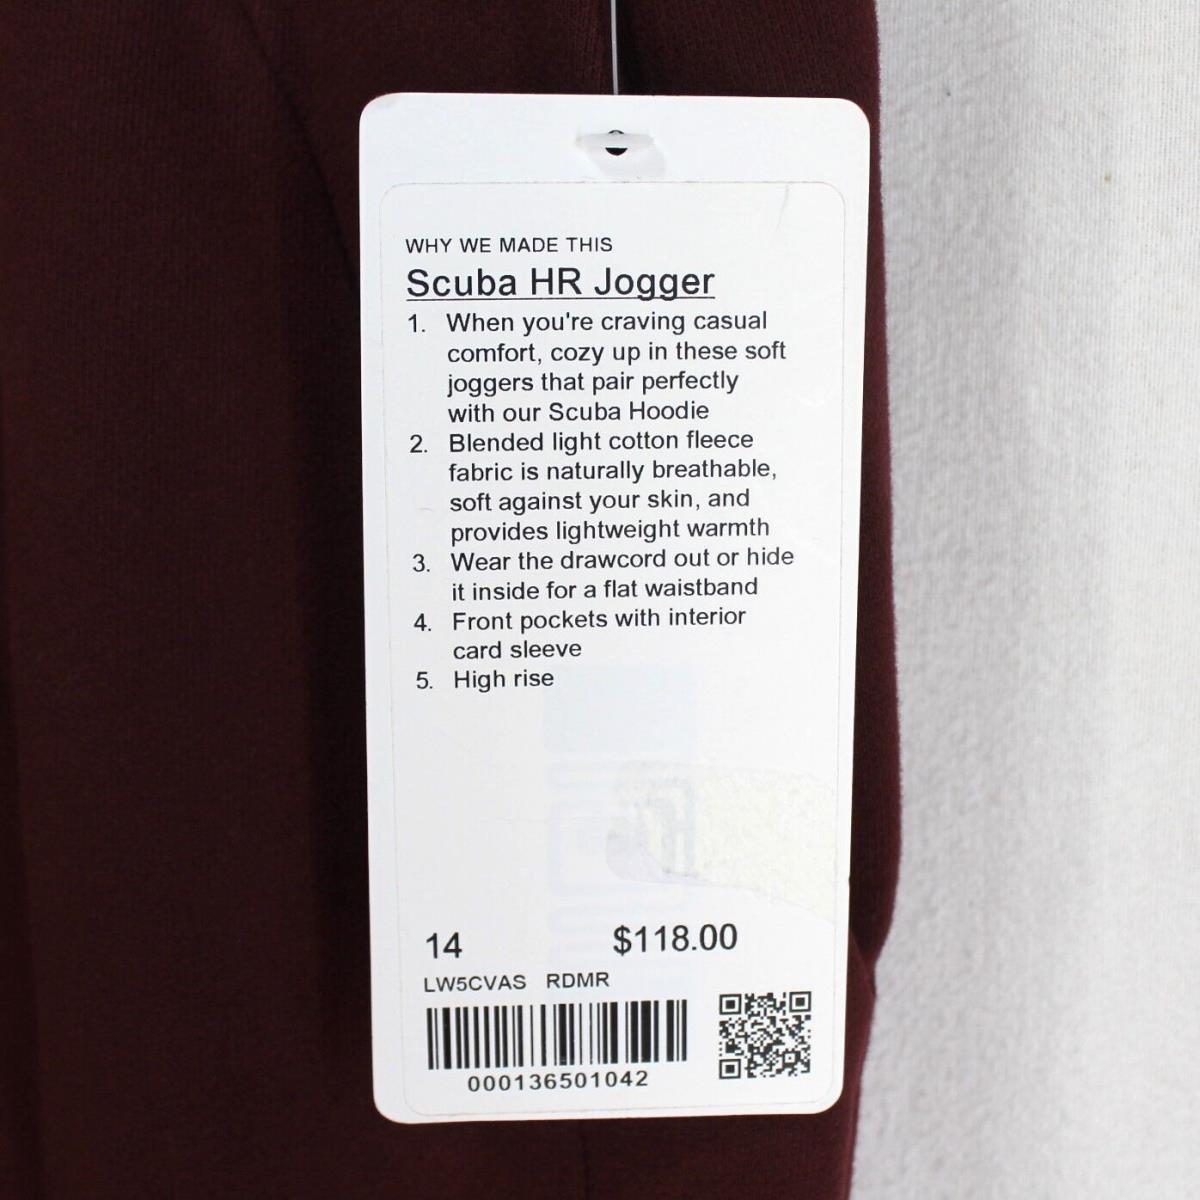 WHY WE MADE THIS
Scuba HR Jogger
1. When you're craving casual
comfort, cozy up in these soft
joggers that pair perfectly
with our Scuba Hoodie
2. Blended light cotton fleece
fabric is naturally breathable,
soft against your skin, and
provides lightweight warmth
3. Wear the drawcord out or hide
it inside for a flat waistband
4. Front pockets with interior
card sleeve
5. High rise
14 $118.00
LW5CVAS RDMR
000136501042